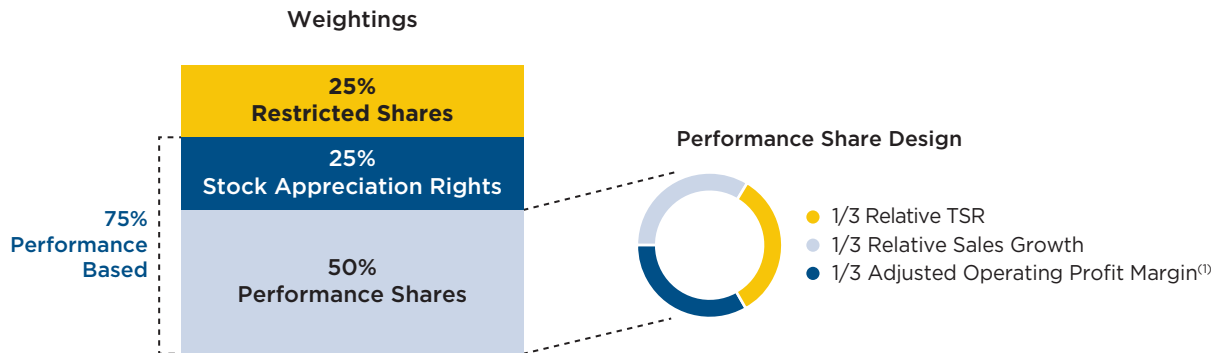 Weightings
25%
Restricted Shares
25%
Stock Appreciation Rights
75%
Performance
Based
50%
Performance Shares
Performance Share Design
1/3 Relative TSR
1/3 Relative Sales Growth
1/3 Adjusted Operating Profit Margin(1)